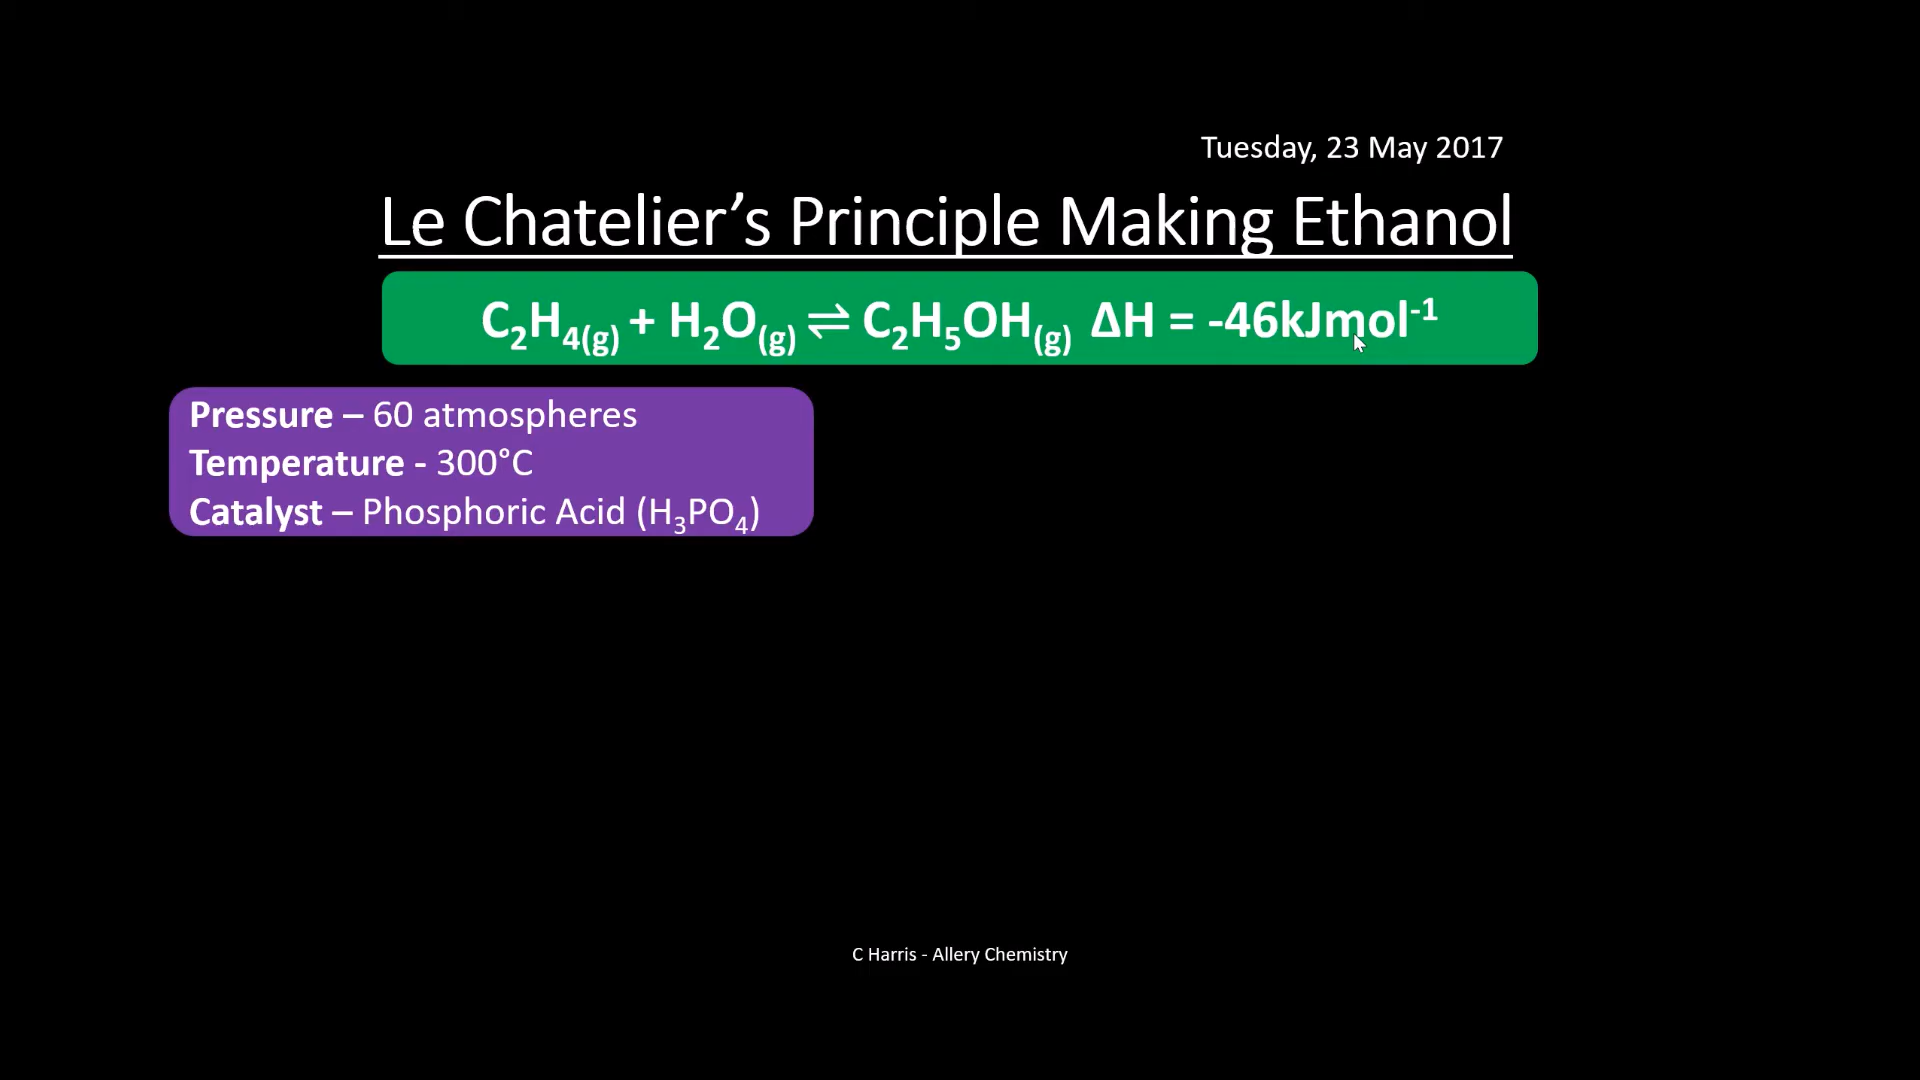 Tuesday, 23 May 2017
Le Chatelier’s Principle Making Ethanol
C₂H₄₍g₎ + H₂O₍g₎ ⇌ C₂H₅OH₍g₎ ΔH = -46kJmol⁻¹
Pressure – 60 atmospheres
Temperature - 300°C
Catalyst – Phosphoric Acid (H₃PO₄)
C Harris - Allery Chemistry